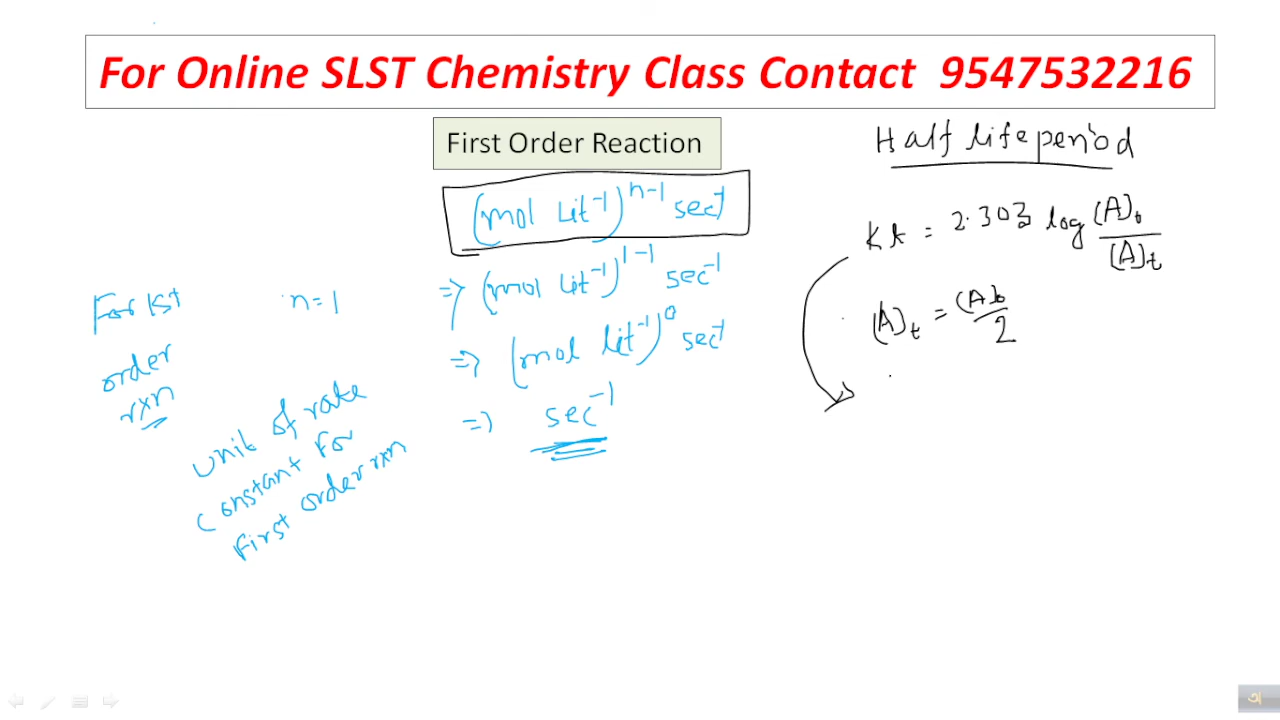 For Online SLST Chemistry Class Contact 9547532216
First Order Reaction
(mol Lit⁻¹)ⁿ⁻¹ sec⁻¹
For 1st
order
rxn
n=1
=> (mol Lit⁻¹)¹⁻¹ sec⁻¹
=> (mol lit⁻¹)⁰ sec⁻¹
=> sec⁻¹
unit of rate
constant for
first order rxn
Half life period
Kt = 2.303 log (A)₀/(A)t
(A)t = (A)₀/2
অ